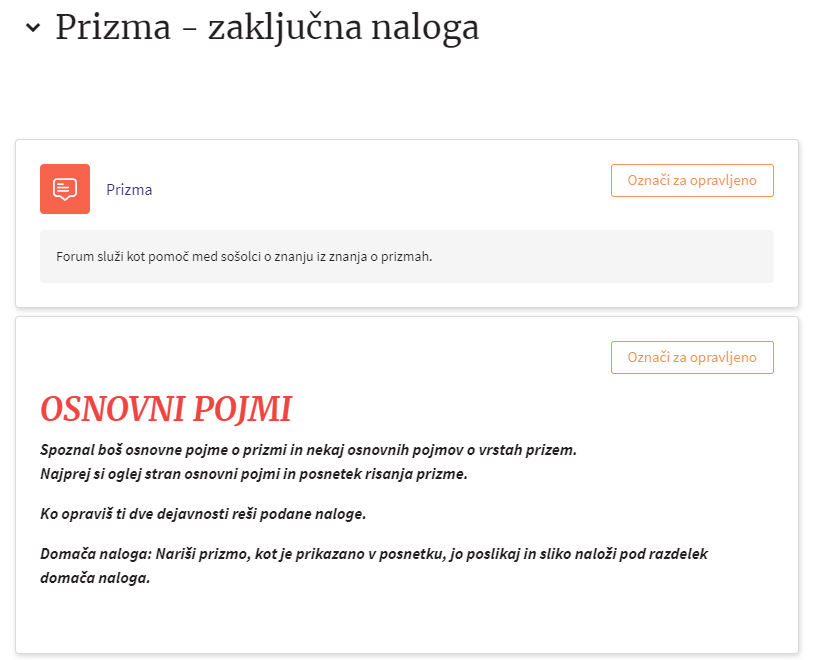 Prizma - zaključna naloga
Prizma
Označi za opravljeno
Forum služi kot pomoč med sošolci o znanju iz znanja o prizmah.
Označi za opravljeno
OSNOVNI POJMI
Spoznal boš osnovne pojme o prizmi in nekaj osnovnih pojmov o vrstah prizem.
Najprej si oglej stran osnovni pojmi in posnetek risanja prizme.
Ko opraviš ti dve dejavnosti reši podane naloge.
Domača naloga: Nariši prizmo, kot je prikazano v posnetku, jo poslikaj in sliko naloži pod razdelek
domača naloga.